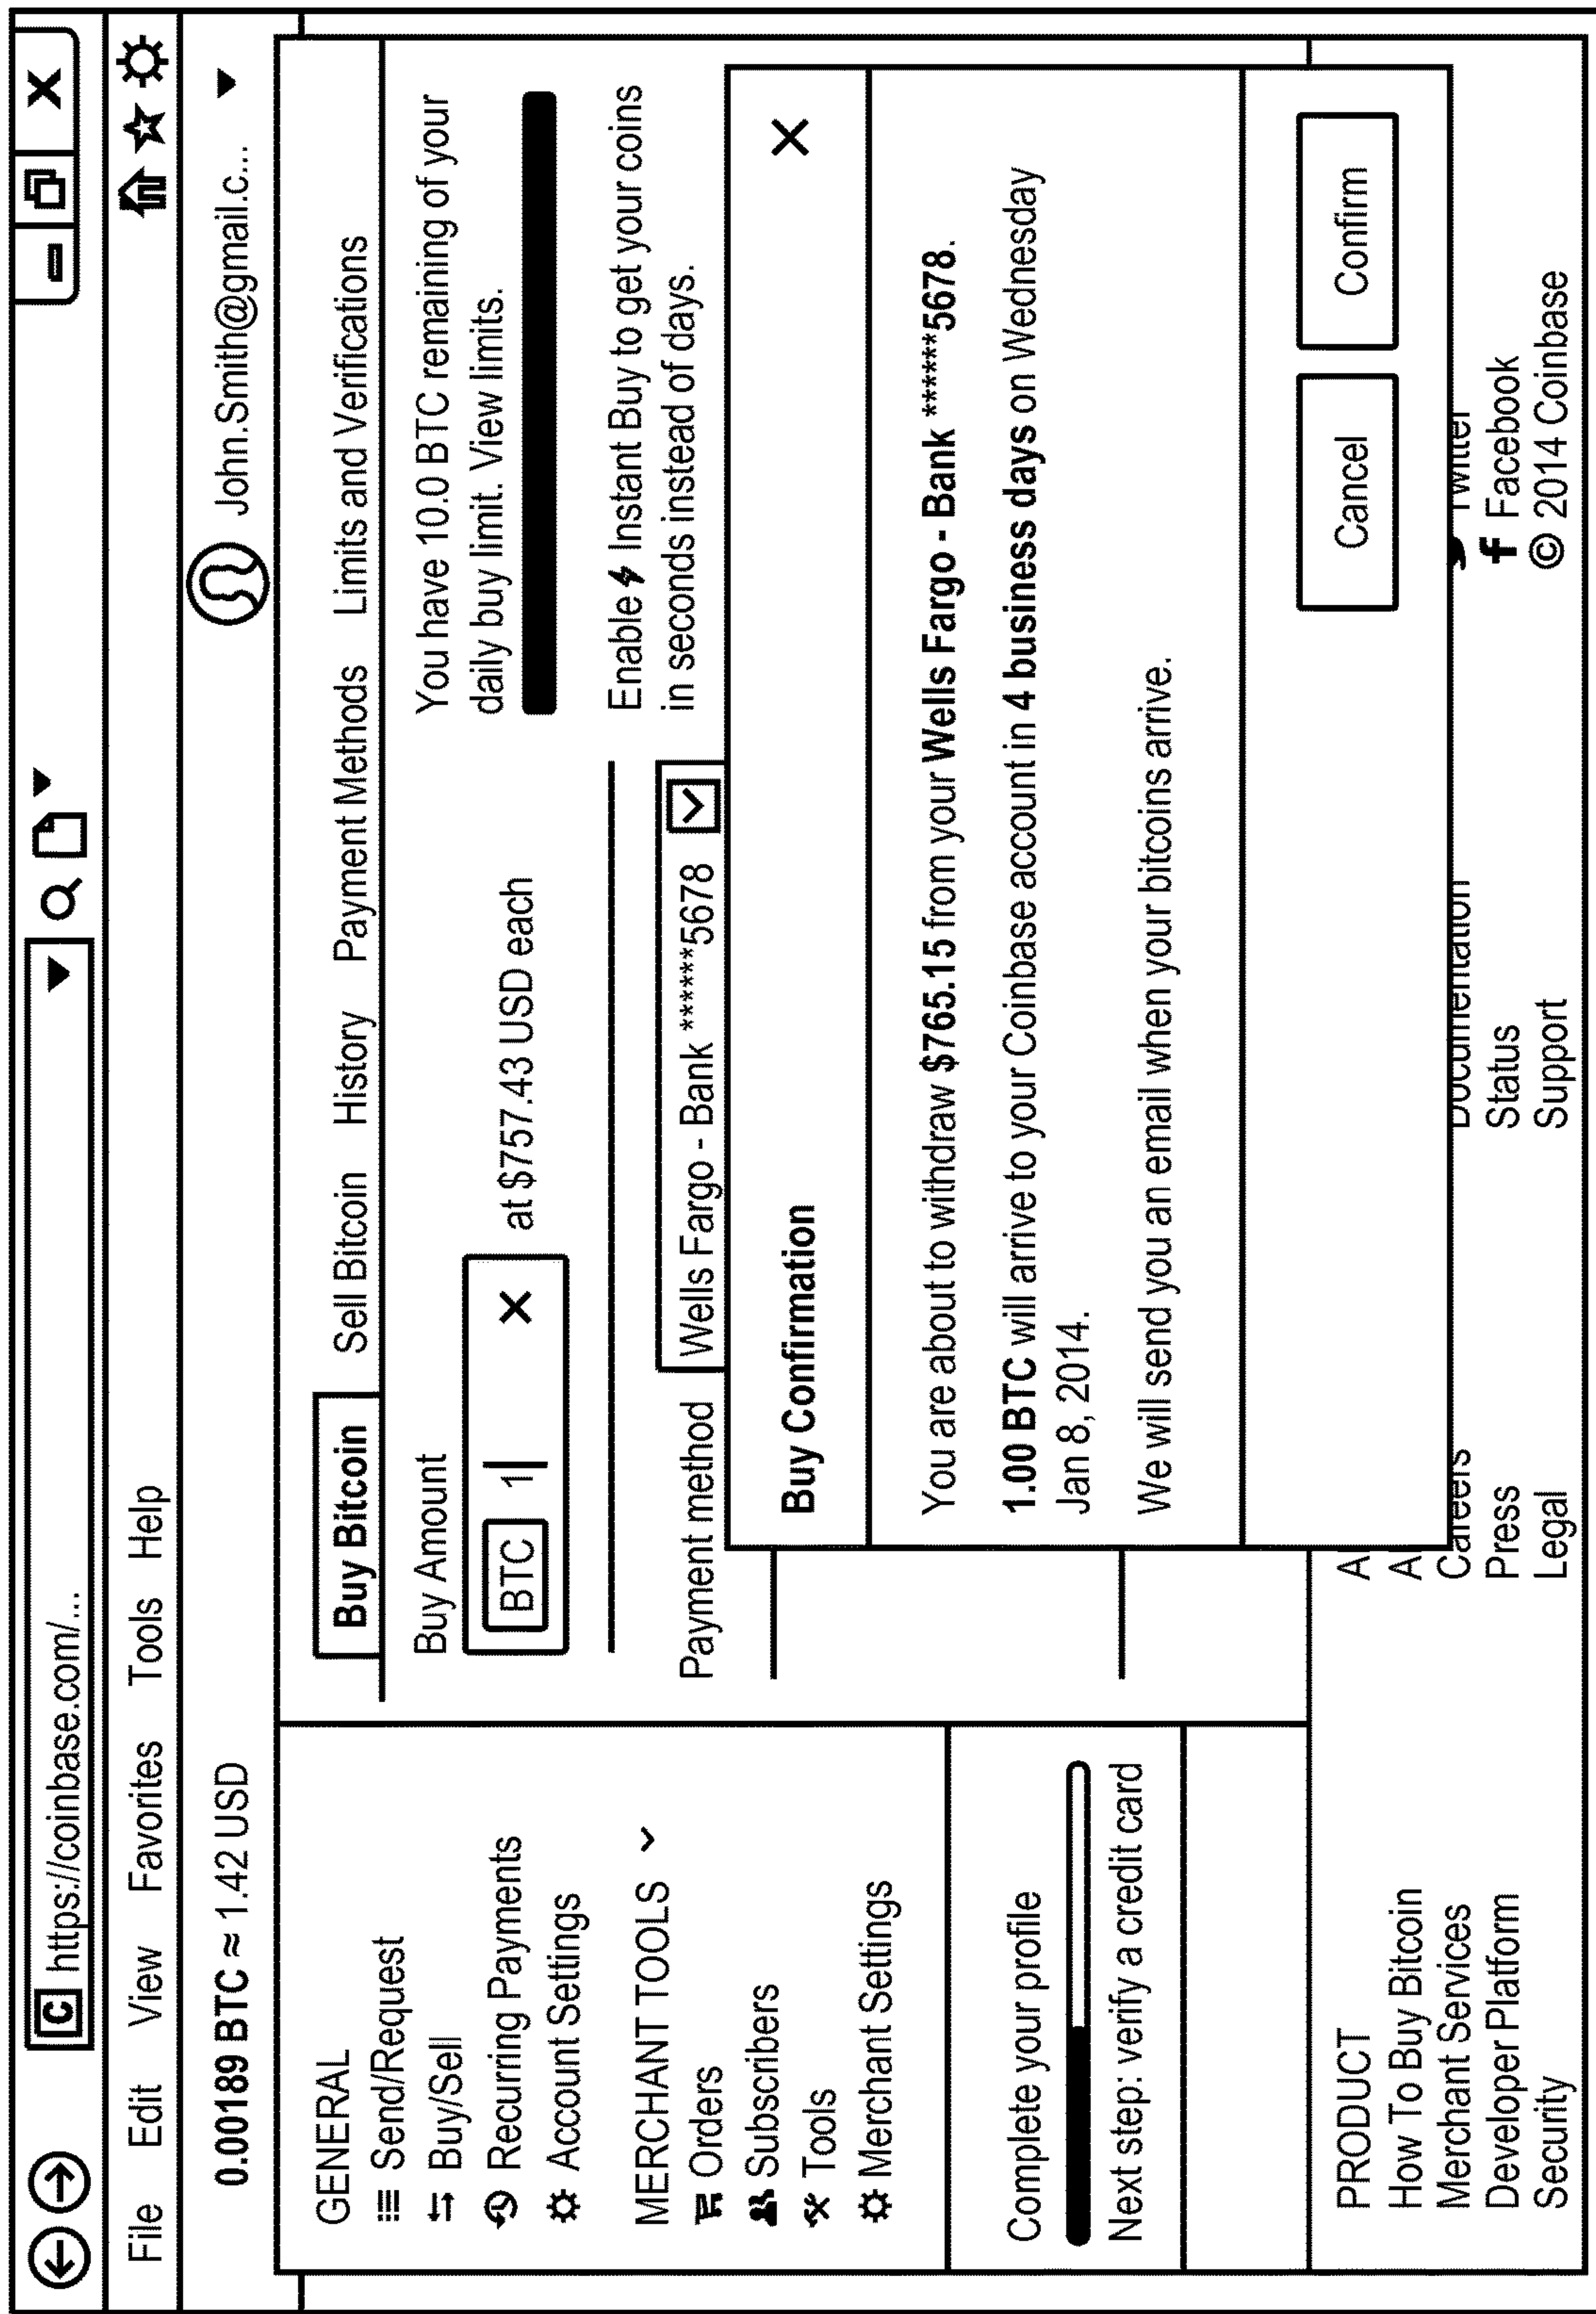 C https://coinbase.com/...
File Edit View Favorites Tools Help
0.00189 BTC ≈ 1.42 USD
John.Smith@gmail.c...
GENERAL
Send/Request
Buy/Sell
Recurring Payments
Account Settings
MERCHANT TOOLS
Orders
Subscribers
Tools
Merchant Settings
Complete your profile
Next step: verify a credit card
Buy Bitcoin Sell Bitcoin History Payment Methods Limits and Verifications
Buy Amount
BTC 1 at $757.43 USD each
You have 10.0 BTC remaining of your
daily buy limit. View limits.
Enable Instant Buy to get your coins
in seconds instead of days.
Payment method Wells Fargo - Bank ******5678
Buy Confirmation X
You are about to withdraw $765.15 from your Wells Fargo - Bank ******5678.
1.00 BTC will arrive to your Coinbase account in 4 business days on Wednesday
Jan 8, 2014.
We will send you an email when your bitcoins arrive.
Cancel Confirm
PRODUCT
How To Buy Bitcoin
Merchant Services
Developer Platform
Security
A
A
Careers
Press
Legal
Documentation
Status
Support
Twitter
f Facebook
© 2014 Coinbase